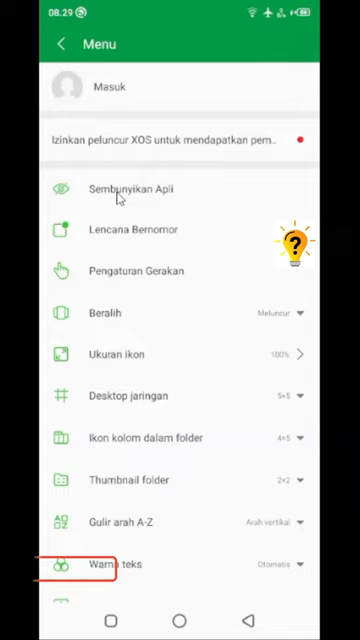 08.29
Menu
Masuk
Izinkan peluncur XOS untuk mendapatkan pem..
Sembunyikan Apli
Lencana Bernomor
Pengaturan Gerakan
Beralih Meluncur
Ukuran ikon 100%
Desktop jaringan 5×5
Ikon kolom dalam folder 4×5
Thumbnail folder 2×2
Gulir arah A-Z Arah vertikal
Warna teks Otomatis